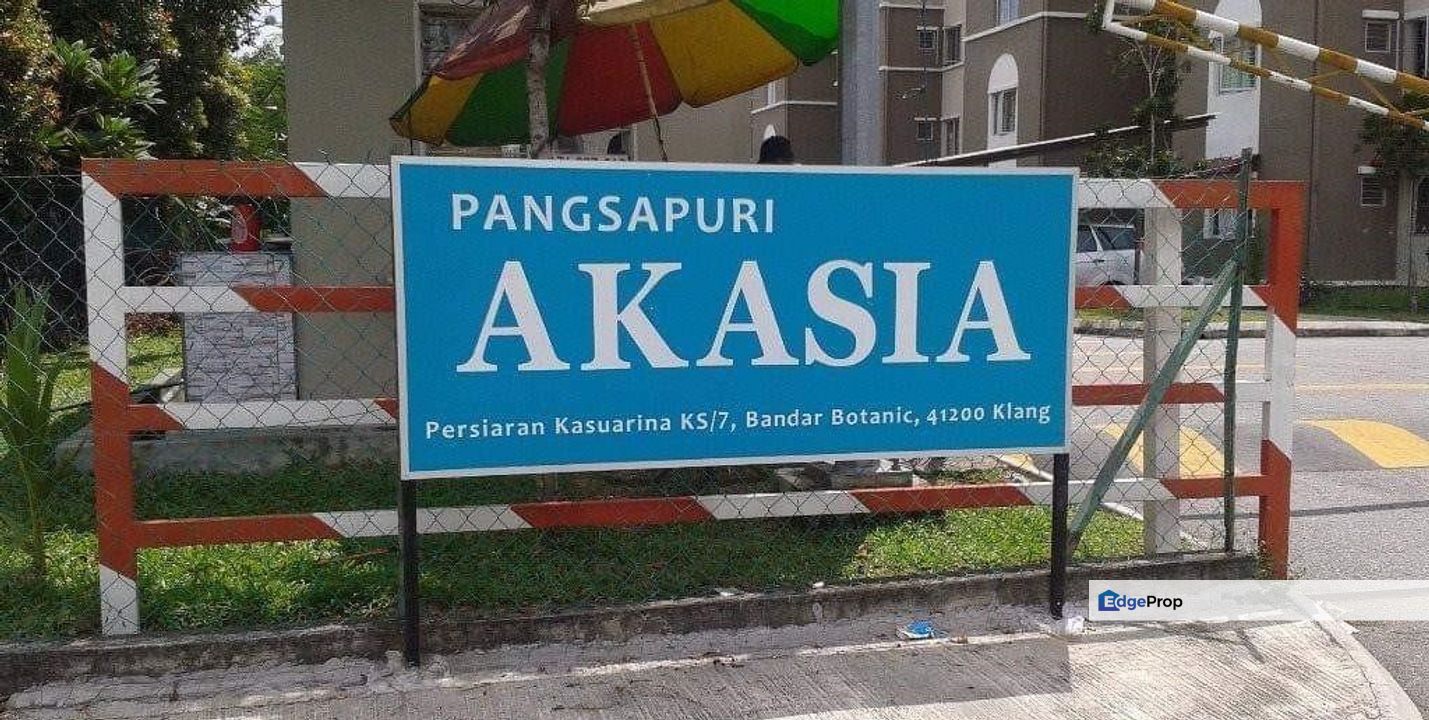 PANGSAPURI
AKASIA
Persiaran Kasuarina KS/7, Bandar Botanic, 41200 Klang
EdgeProp